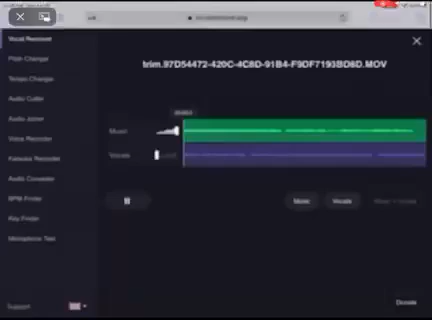 Vocal Remover
Pitch Changer
Tempo Changer
Audio Cutter
Audio Joiner
Voice Recorder
Karaoke Recorder
Audio Converter
BPM Finder
Key Finder
Microphone Test
Support
trim.97D54472-420C-4C8D-91B4-F9DF7193BD8D.MOV
Music
Vocals
Music
Vocals
Donate